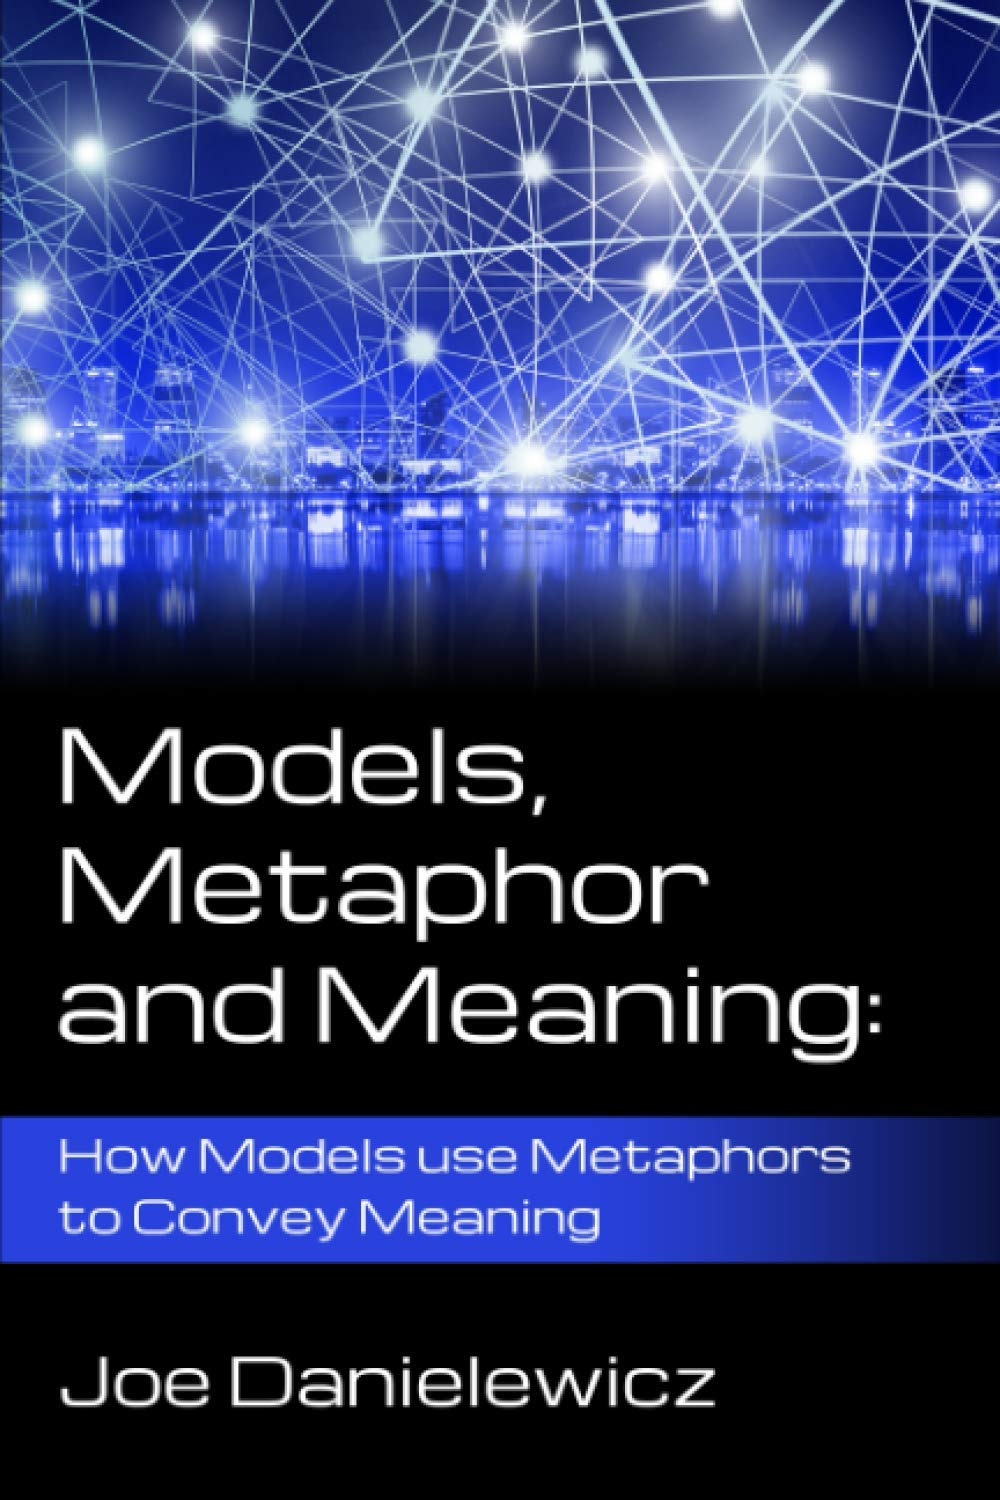 Models,
Metaphor
and Meaning:
How Models use Metaphors
to Convey Meaning
Joe Danielewicz